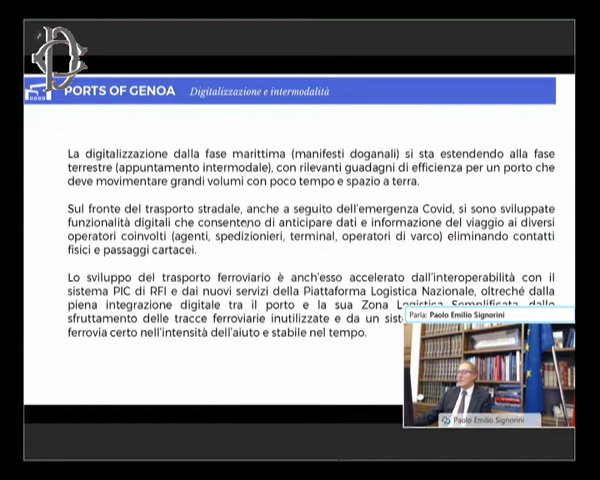 PORTS OF GENOA Digitalizzazione e intermodalità
La digitalizzazione dalla fase marittima (manifesti doganali) si sta estendendo alla fase
terrestre (appuntamento intermodale), con rilevanti guadagni di efficienza per un porto che
deve movimentare grandi volumi con poco tempo e spazio a terra.
Sul fronte del trasporto stradale, anche a seguito dell'emergenza Covid, si sono sviluppate
funzionalità digitali che consentono di anticipare dati e informazione del viaggio ai diversi
operatori coinvolti (agenti, spedizionieri, terminal, operatori di varco) eliminando contatti
fisici e passaggi cartacei.
Lo sviluppo del trasporto ferroviario è anch'esso accelerato dall'interoperabilità con il
sistema PIC di RFI e dai nuovi servizi della Piattaforma Logistica Nazionale, oltreché dalla
piena integrazione digitale tra il porto e la sua Zona Logistica Semplificata, dallo
sfruttamento delle tracce ferroviarie inutilizzate e da un sist
ferrovia certo nell'intensità dell'aiuto e stabile nel tempo.
Parla: Paolo Emilio Signorini
Paolo Emilio Signorini